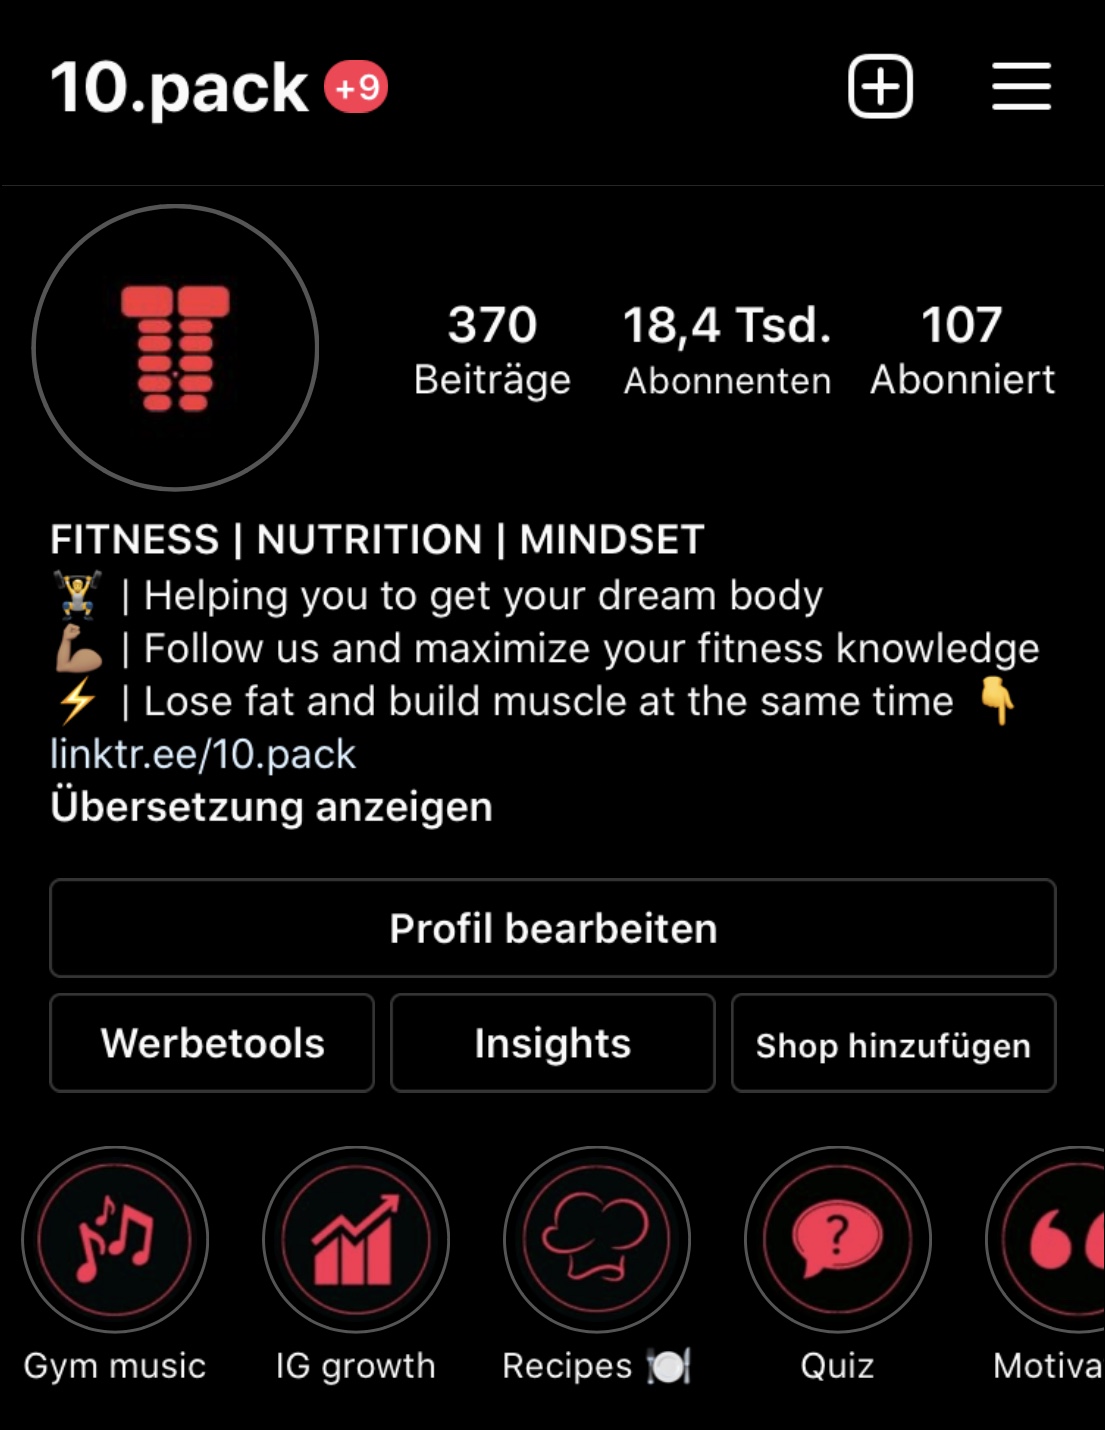 10.pack +9
370 18,4 Tsd. 107
Beiträge Abonnenten Abonniert
FITNESS | NUTRITION | MINDSET
🏋️ | Helping you to get your dream body
💪🏽 | Follow us and maximize your fitness knowledge
⚡ | Lose fat and build muscle at the same time 👇
linktr.ee/10.pack
Übersetzung anzeigen
Profil bearbeiten
Werbetools Insights Shop hinzufügen
Gym music IG growth Recipes 🍽️ Quiz Motiva